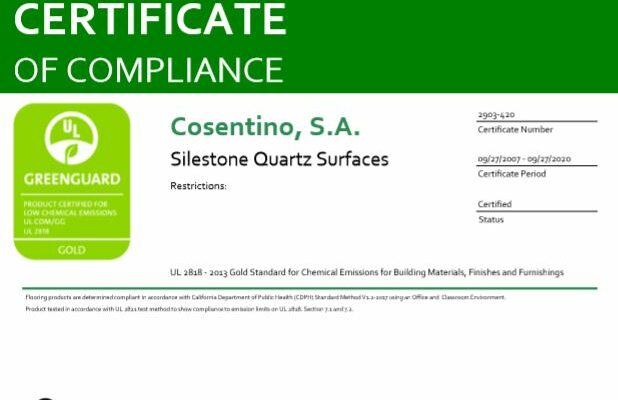 CERTIFICATE
OF COMPLIANCE
UL
GREENGUARD
PRODUCT CERTIFIED FOR
LOW CHEMICAL EMISSIONS
UL.COM/GG
UL 2818
GOLD
Cosentino, S.A.
Silestone Quartz Surfaces
Restrictions:
2903-420
Certificate Number
09/27/2007 - 09/27/2020
Certificate Period
Certified
Status
UL 2818 - 2013 Gold Standard for Chemical Emissions for Building Materials, Finishes and Furnishings
Flooring products are determined compliant in accordance with California Department of Public Health (CDPH) Standard Method V1.2-2017 using an Office and Classroom Environment.
Product tested in accordance with UL 2821 test method to show compliance to emission limits on UL 2818, Section 7.1 and 7.2.